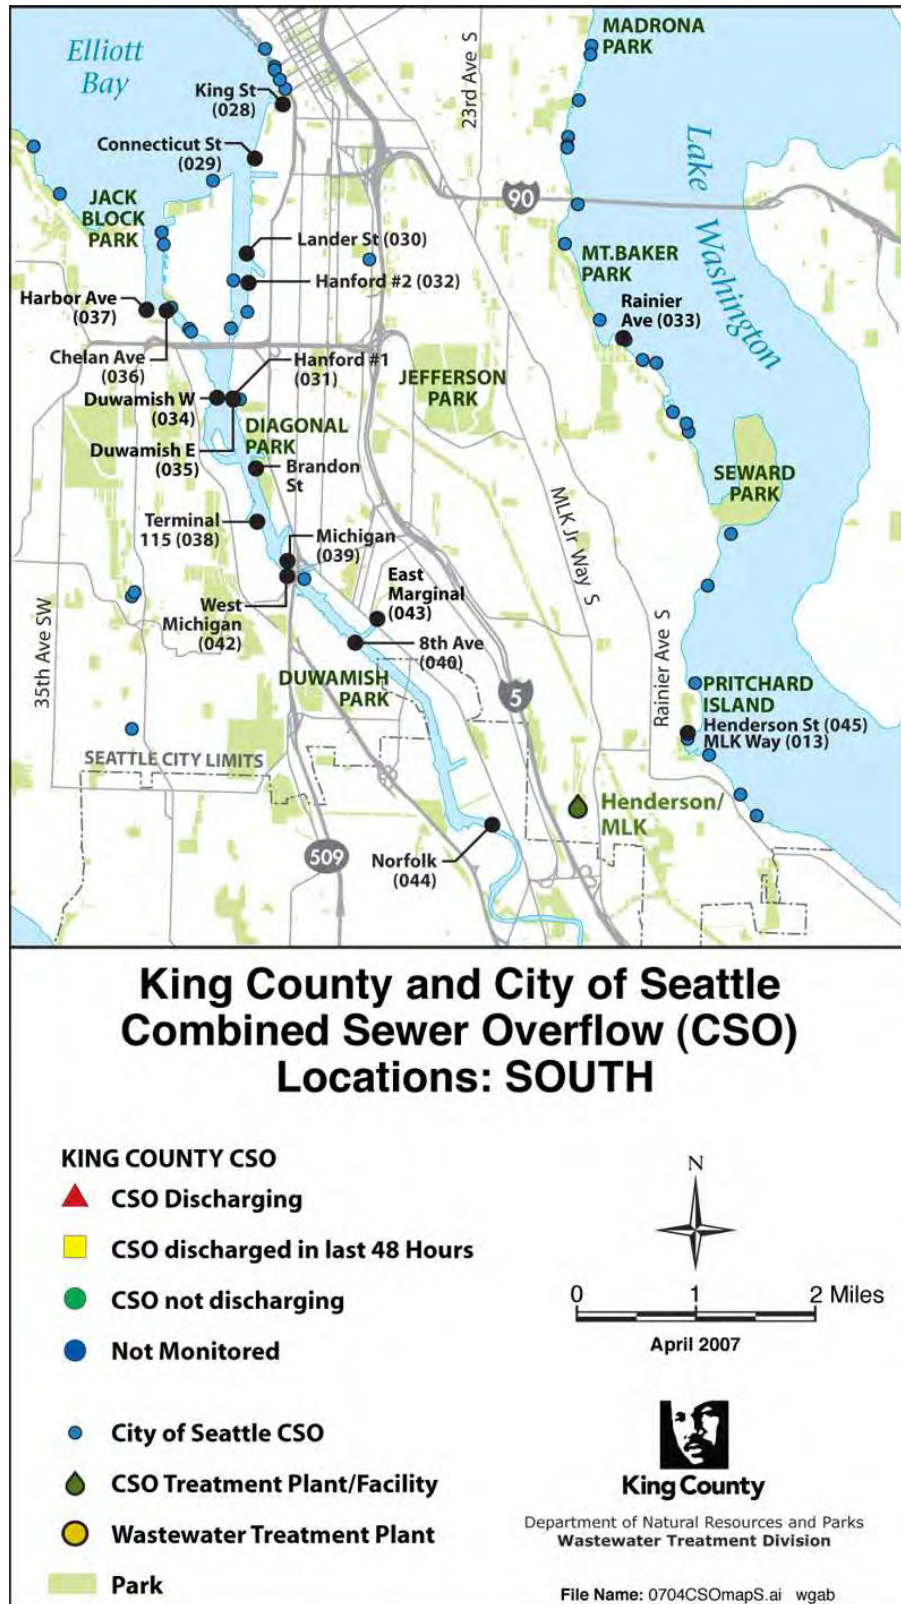 MADRONA
PARK
Elliott
Bay
23rd Ave S
King St
(028)
Connecticut St
(029)
Lake Washington
90
JACK
BLOCK
PARK
Lander St (030)
MT.BAKER
PARK
Hanford #2 (032)
Harbor Ave
(037)
Rainier
Ave (033)
Chelan Ave
(036)
Hanford #1
(031)
JEFFERSON
PARK
Duwamish W
(034)
DIAGONAL
PARK
Duwamish E
(035)
Brandon
St
SEWARD
PARK
MLK Jr Way S
Terminal
115 (038)
Michigan
(039)
East
Marginal
(043)
West
Michigan
(042)
35th Ave SW
8th Ave
(040)
Rainier Ave S
DUWAMISH
PARK
5
PRITCHARD
ISLAND
Henderson St (045)
MLK Way (013)
SEATTLE CITY LIMITS
Henderson/
MLK
509
Norfolk
(044)
King County and City of Seattle
Combined Sewer Overflow (CSO)
Locations: SOUTH
KING COUNTY CSO
CSO Discharging
CSO discharged in last 48 Hours
CSO not discharging
Not Monitored
City of Seattle CSO
CSO Treatment Plant/Facility
Wastewater Treatment Plant
Park
N
0 1 2 Miles
April 2007
King County
Department of Natural Resources and Parks
Wastewater Treatment Division
File Name: 0704CSOmapS.ai wgab